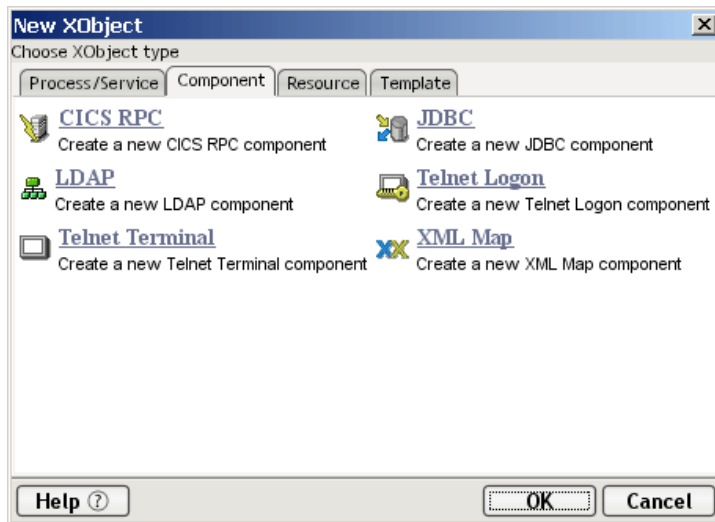 New XObject
Choose XObject type
Process/Service Component Resource Template
CICS RPC
Create a new CICS RPC component
JDBC
Create a new JDBC component
LDAP
Create a new LDAP component
Telnet Logon
Create a new Telnet Logon component
Telnet Terminal
Create a new Telnet Terminal component
XML Map
Create a new XML Map component
Help ?
OK
Cancel